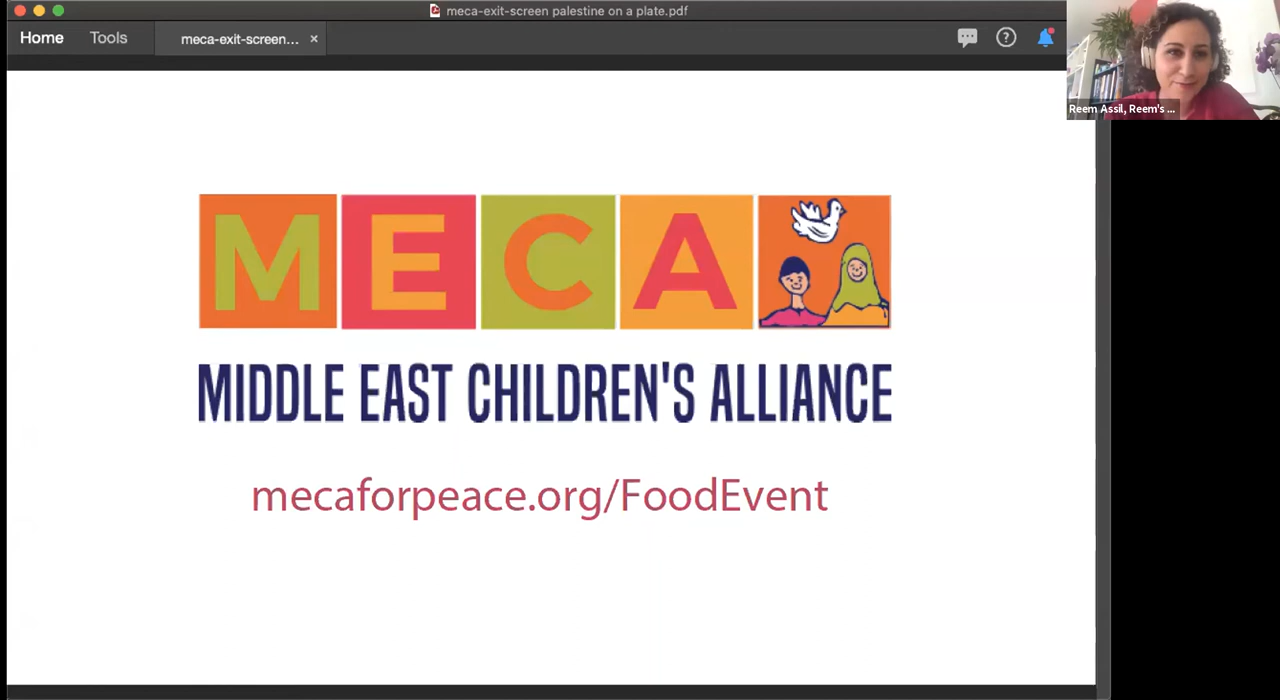 meca-exit-screen palestine on a plate.pdf
Home Tools meca-exit-screen... ×
?
Reem Assil, Reem's ...
MECA
MIDDLE EAST CHILDREN'S ALLIANCE
mecaforpeace.org/FoodEvent